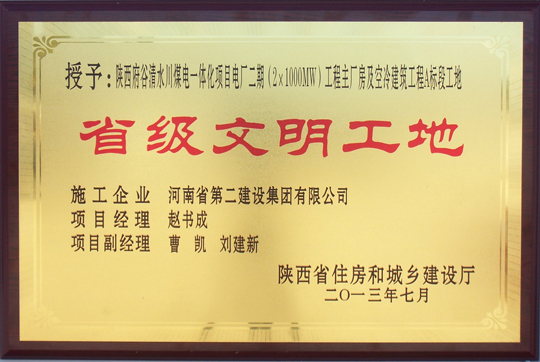 授予：陕西府谷清水川煤电一体化项目电厂二期（2×1000MW）工程主厂房及空冷建筑工程A标段工地
省级文明工地
施工企业 河南省第二建设集团有限公司
项目经理 赵书成
项目副经理 曹凯 刘建新
陕西省住房和城乡建设厅
二〇一三年七月